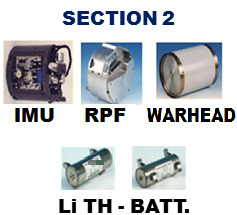 SECTION 2
IMU RPF WARHEAD
Li TH - BATT.